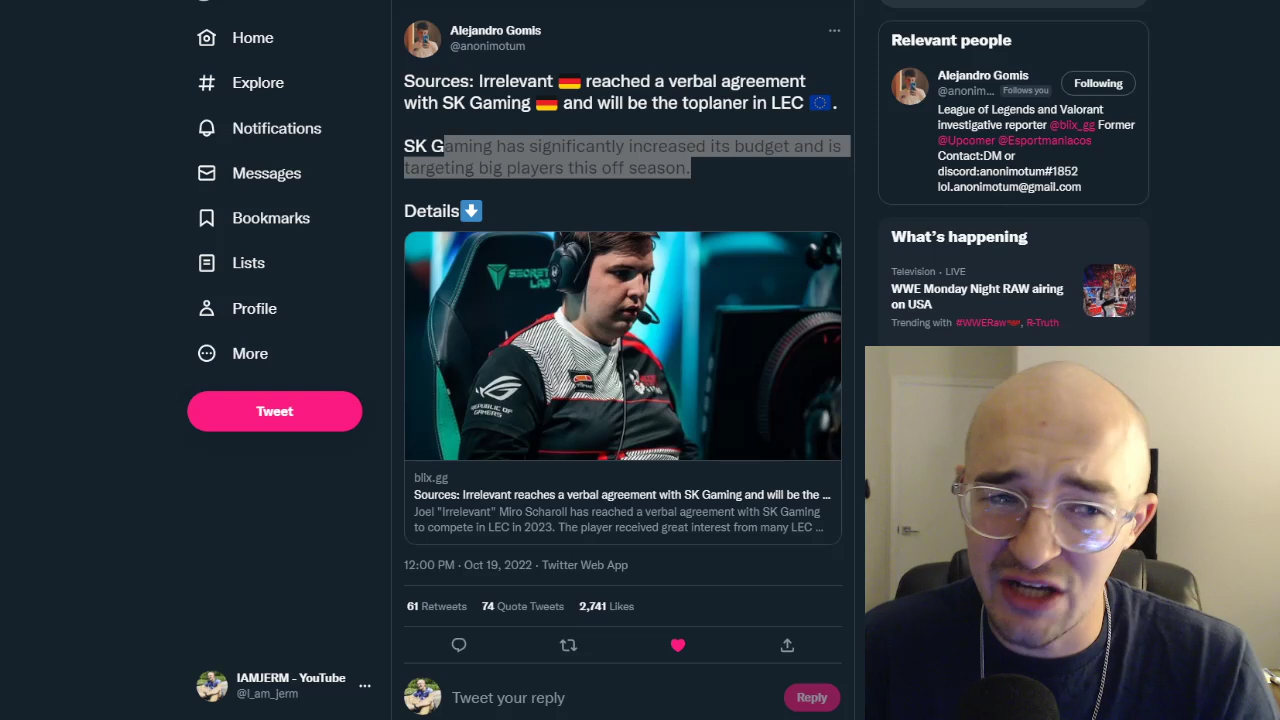 Home
Explore
Notifications
Messages
Bookmarks
Lists
Profile
More
Tweet
IAMJERM - YouTube
@I_am_jerm
Alejandro Gomis
@anonimotum
Sources: Irrelevant 🇩🇪 reached a verbal agreement
with SK Gaming 🇩🇪 and will be the toplaner in LEC 🇪🇺.
SK Gaming has significantly increased its budget and is
targeting big players this off season.
Details⬇️
SECRET
LAB
REPUBLIC OF
GAMERS
bllx.gg
Sources: Irrelevant reaches a verbal agreement with SK Gaming and will be the ...
Joel "Irrelevant" Miro Scharoll has reached a verbal agreement with SK Gaming
to compete in LEC in 2023. The player received great interest from many LEC ...
12:00 PM · Oct 19, 2022 · Twitter Web App
61 Retweets 74 Quote Tweets 2,741 Likes
Tweet your reply
Reply
Relevant people
Alejandro Gomis
@anonim... Follows you
Following
League of Legends and Valorant
investigative reporter @bllx_gg Former
@Upcomer @Esportmaniacos
Contact:DM or
discord:anonimotum#1852
lol.anonimotum@gmail.com
What's happening
Television · LIVE
WWE Monday Night RAW airing
on USA
Trending with #WWERaw, R-Truth